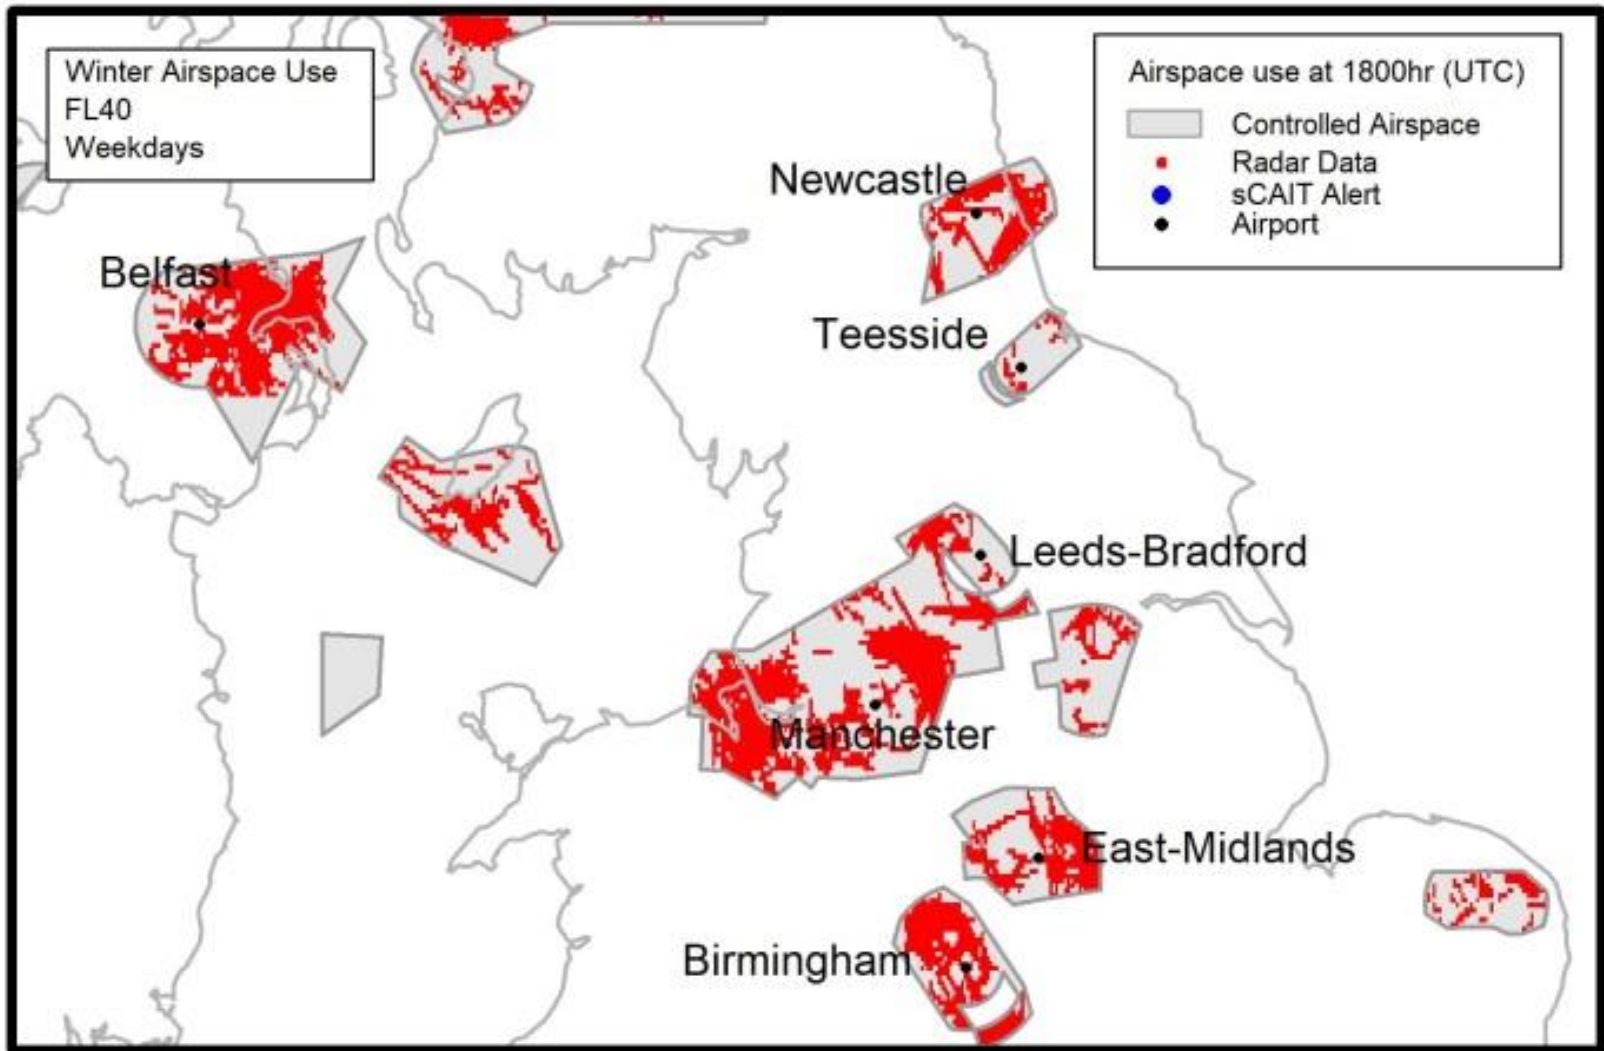 Winter Airspace Use
FL40
Weekdays
Airspace use at 1800hr (UTC)
Controlled Airspace
Radar Data
sCAIT Alert
Airport
Newcastle
Belfast
Teesside
Leeds-Bradford
Manchester
East-Midlands
Birmingham